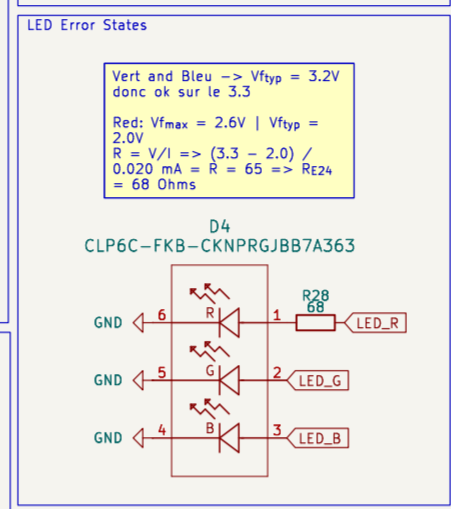 LED Error States
Vert and Bleu -> Vftyp = 3.2V
donc ok sur le 3.3
Red: Vfmax = 2.6V | Vftyp =
2.0V
R = V/I => (3.3 - 2.0) /
0.020 mA = R = 65 => RE24
= 68 Ohms
D4
CLP6C-FKB-CKNPRGJBB7A363
R28
68
GND 6 R 1 LED_R
GND 5 G 2 LED_G
GND 4 B 3 LED_B